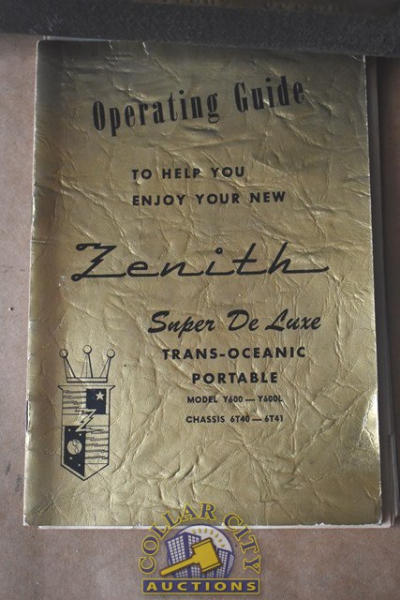 Operating Guide
TO HELP YOU
ENJOY YOUR NEW
Zenith
Super De Luxe
TRANS-OCEANIC
PORTABLE
MODEL Y600 — Y600L
CHASSIS 6T40 — 6T41
COLLAR CITY
AUCTIONS